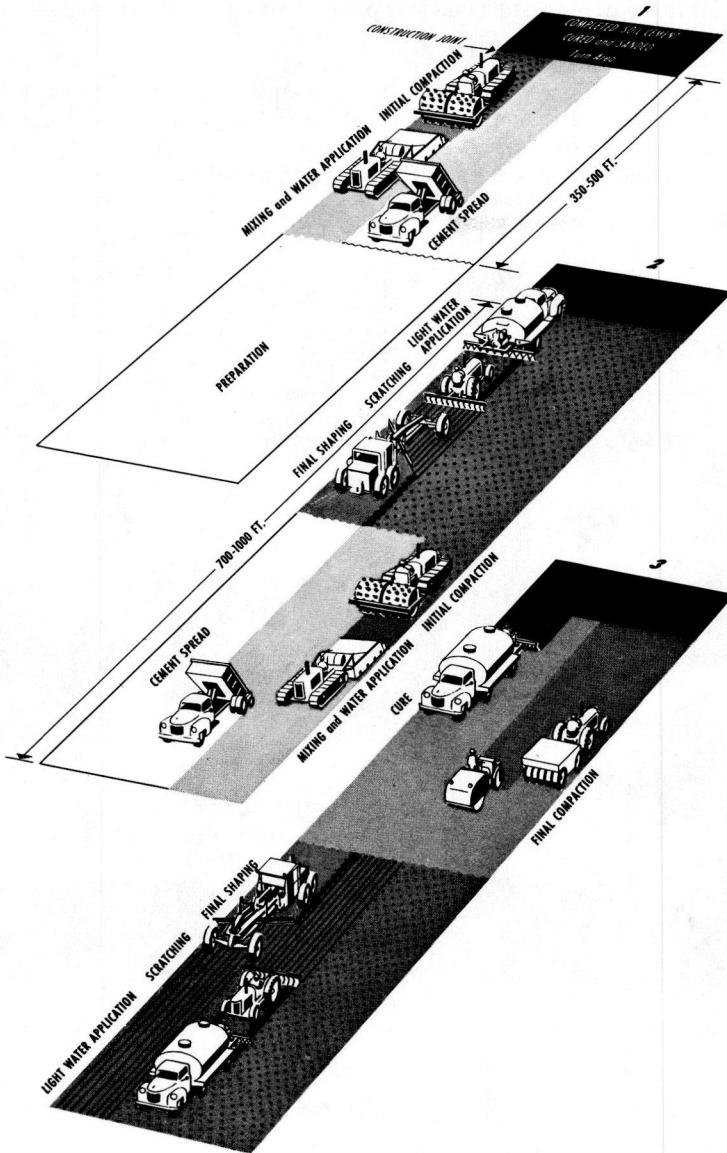 1
COMPLETED SOIL CEMENT
CURED and SANDED
Turn Area
CONSTRUCTION JOINT
INITIAL COMPACTION
MIXING and WATER APPLICATION
CEMENT SPREAD
350-500 FT.
PREPARATION
2
LIGHT WATER
APPLICATION
SCRATCHING
FINAL SHAPING
700-1000 FT.
CEMENT SPREAD
INITIAL COMPACTION
MIXING and WATER APPLICATION
3
CURE
FINAL COMPACTION
FINAL SHAPING
SCRATCHING
LIGHT WATER APPLICATION